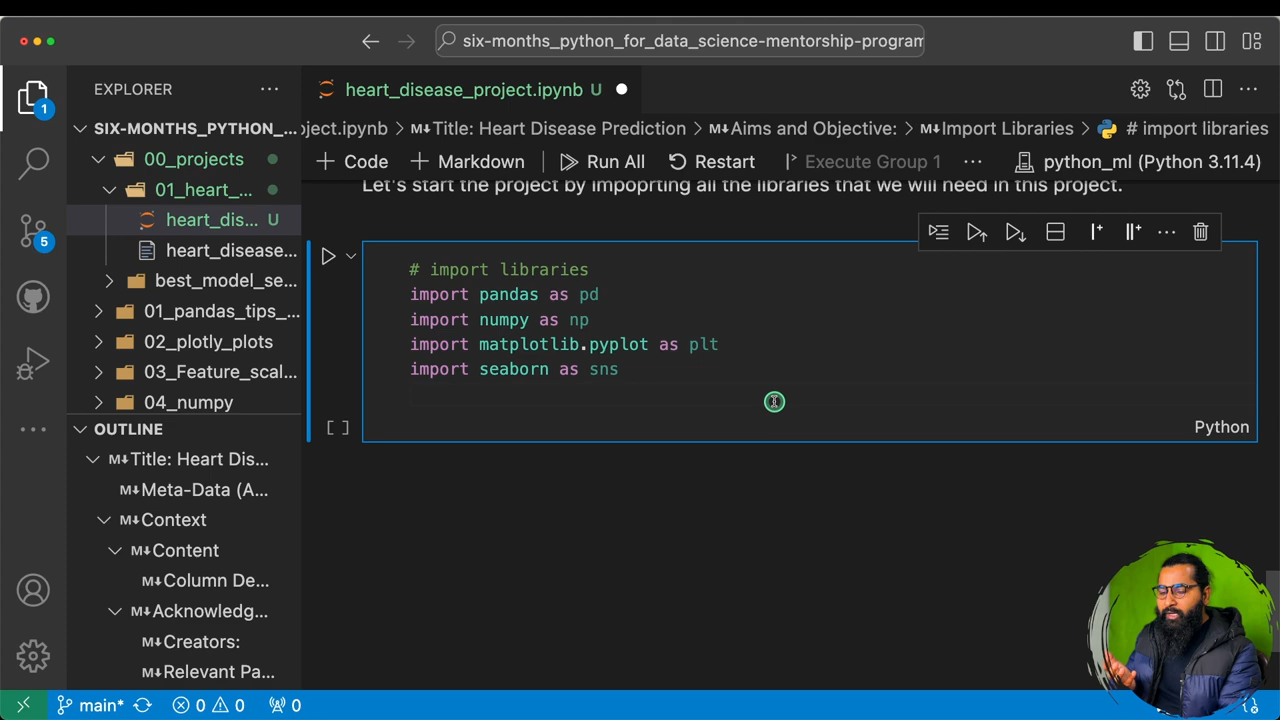 six-months_python_for_data_science-mentorship-program
EXPLORER
heart_disease_project.ipynb U
SIX-MONTHS_PYTHON_...
oject.ipynb > M↓Title: Heart Disease Prediction > M↓Aims and Objective: > M↓Import Libraries > # import libraries
00_projects
+ Code + Markdown Run All Restart Execute Group 1 ... python_ml (Python 3.11.4)
01_heart_...
Let's start the project by impoprting all the libraries that we will need in this project.
heart_dis... U
heart_disease...
best_model_se...
01_pandas_tips_...
02_plotly_plots
03_Feature_scal...
04_numpy
# import libraries
import pandas as pd
import numpy as np
import matplotlib.pyplot as plt
import seaborn as sns
[ ]
Python
OUTLINE
M↓Title: Heart Dis...
M↓Meta-Data (A...
M↓Context
M↓Content
M↓Column De...
M↓Acknowledg...
M↓Creators:
M↓Relevant Pa...
1
5
main* 0 0 0